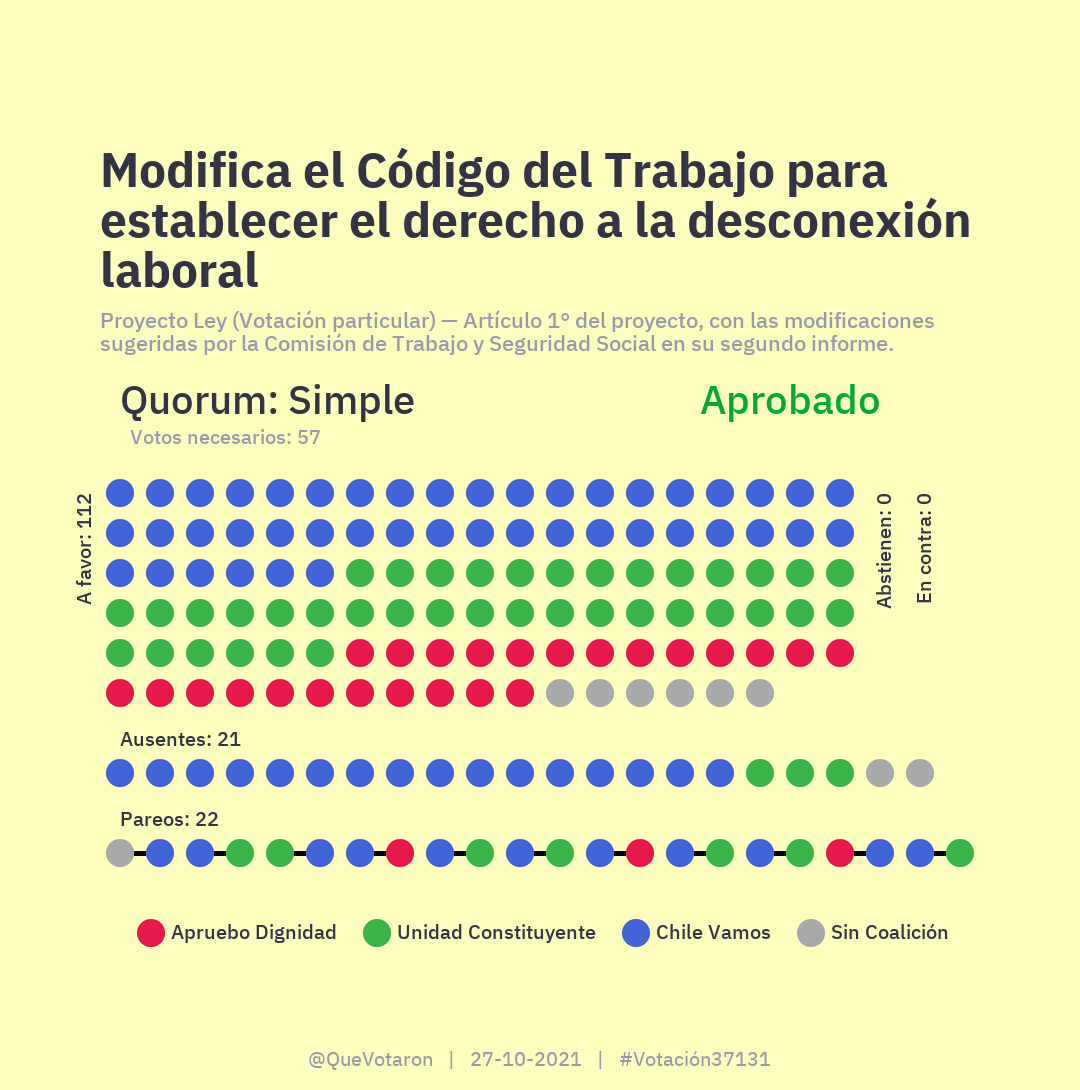 Modifica el Código del Trabajo para
establecer el derecho a la desconexión
laboral
Proyecto Ley (Votación particular) — Artículo 1° del proyecto, con las modificaciones
sugeridas por la Comisión de Trabajo y Seguridad Social en su segundo informe.
Quorum: Simple
Aprobado
Votos necesarios: 57
A favor: 112
Abstienen: 0
En contra: 0
Ausentes: 21
Pareos: 22
Apruebo Dignidad
Unidad Constituyente
Chile Vamos
Sin Coalición
@QueVotaron | 27-10-2021 | #Votación37131